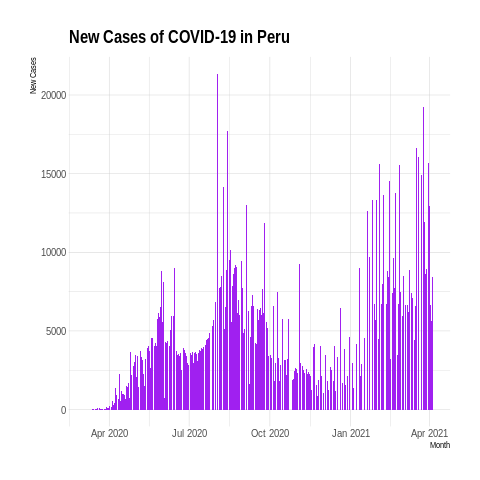 New Cases of COVID-19 in Peru
New Cases
20000
15000
10000
5000
0
Apr 2020 Jul 2020 Oct 2020 Jan 2021 Apr 2021
Month